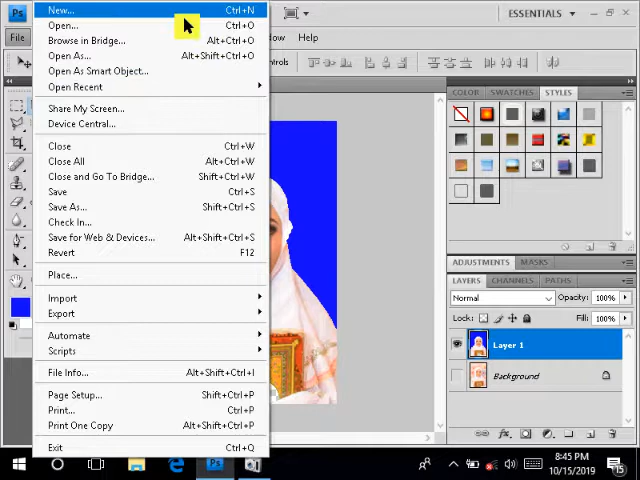 Ps
ESSENTIALS
File
Help
New... Ctrl+N
Open... Ctrl+O
Browse in Bridge... Alt+Ctrl+O
Open As... Alt+Shift+Ctrl+O
Open As Smart Object...
Open Recent
Share My Screen...
Device Central...
Close Ctrl+W
Close All Alt+Ctrl+W
Close and Go To Bridge... Shift+Ctrl+W
Save Ctrl+S
Save As... Shift+Ctrl+S
Check In...
Save for Web & Devices... Alt+Shift+Ctrl+S
Revert F12
Place...
Import
Export
Automate
Scripts
File Info... Alt+Shift+Ctrl+I
Page Setup... Shift+Ctrl+P
Print... Ctrl+P
Print One Copy Alt+Shift+Ctrl+P
Exit Ctrl+Q
COLOR SWATCHES STYLES
ADJUSTMENTS MASKS
LAYERS CHANNELS PATHS
Normal Opacity: 100%
Lock: Fill: 100%
Layer 1
Background
Ps
8:45 PM
10/15/2019
15